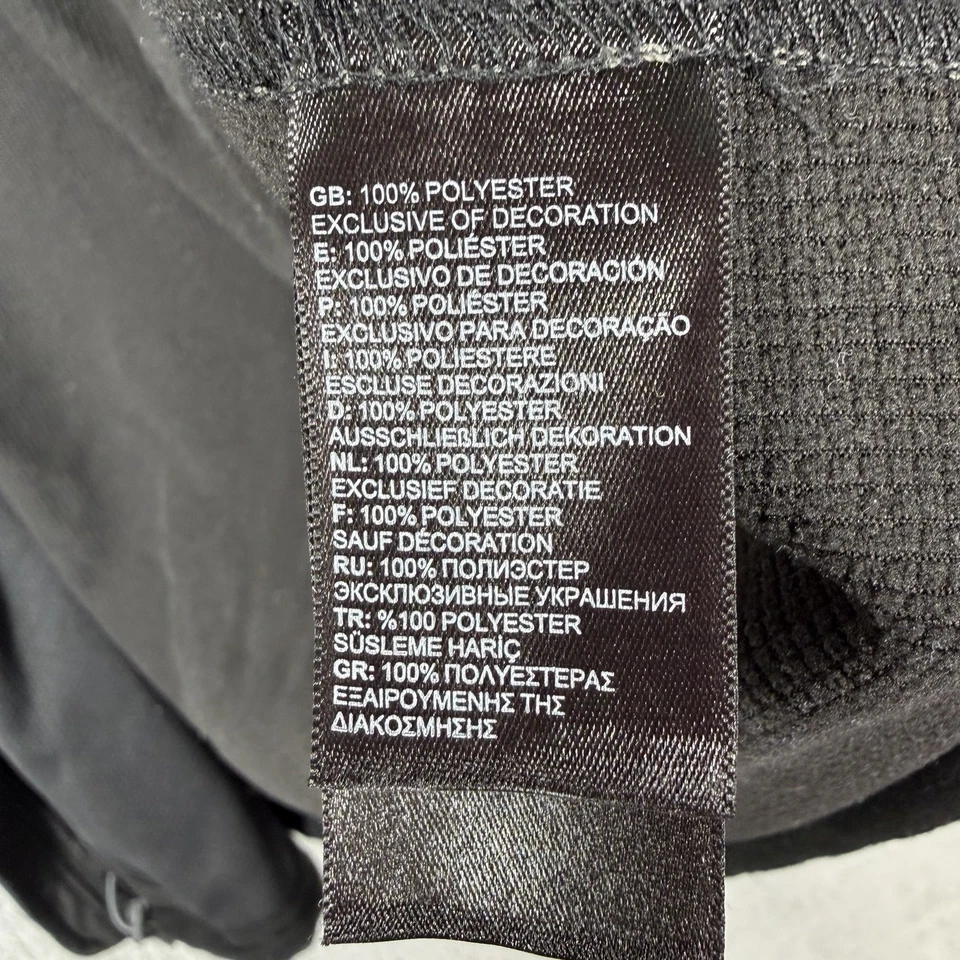 GB: 100% POLYESTER
EXCLUSIVE OF DECORATION
E: 100% POLIÉSTER
EXCLUSIVO DE DECORACIÓN
P: 100% POLIÉSTER
EXCLUSIVO PARA DECORAÇÃO
I: 100% POLIESTERE
ESCLUSE DECORAZIONI
D: 100% POLYESTER
AUSSCHLIEßLICH DEKORATION
NL: 100% POLYESTER
EXCLUSIEF DECORATIE
F: 100% POLYESTER
SAUF DÉCORATION
RU: 100% ПОЛИЭСТЕР
ЭКСКЛЮЗИВНЫЕ УКРАШЕНИЯ
TR: %100 POLYESTER
SÜSLEME HARİÇ
GR: 100% ΠΟΛΥΕΣΤΕΡΑΣ
ΕΞΑΙΡΟΥΜΕΝΗΣ ΤΗΣ
ΔΙΑΚΟΣΜΗΣΗΣ